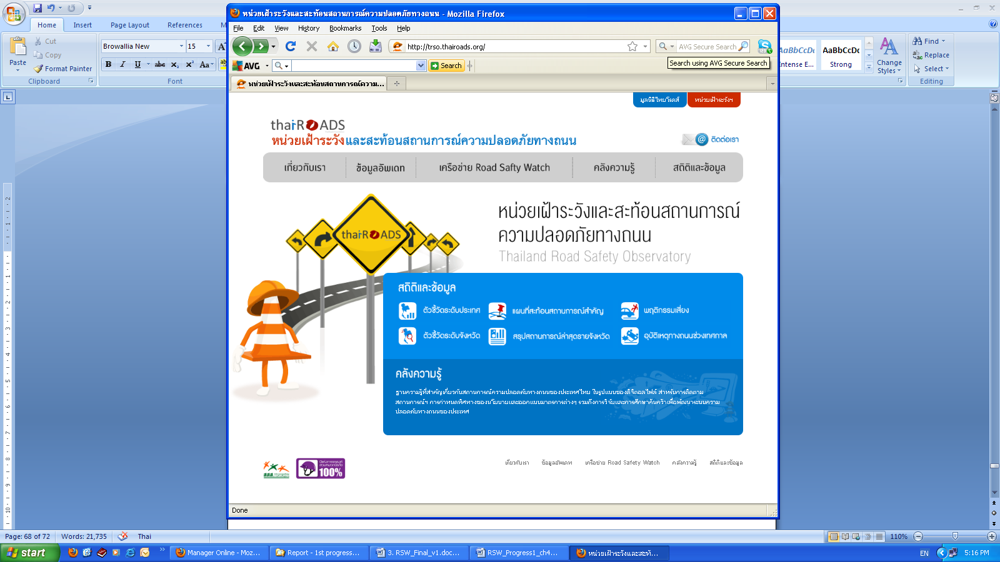 หน่วยเฝ้าระวังและสะท้อนสถานการณ์ความปลอดภัยทางถนน - Mozilla Firefox
Home Insert Page Layout References M
File Edit View History Bookmarks Tools Help
Paste
Cut
Copy
Format Painter
Clipboard
Browallia New 15
B I U abc x₂ x² Aa
Font
http://trso.thairoads.org/
AVG Secure Search
Search using AVG Secure Search
AVG Search
AaBbCcDc AaBbCcDc
Intense E... Strong
Change Styles
Find
Replace
Select
Editing
หน่วยเฝ้าระวังและสะท้อนสถานการณ์ความ...
มูลนิธิไทยโรดส์ หน่วยเฝ้าระวังฯ
thaiROADS
หน่วยเฝ้าระวังและสะท้อนสถานการณ์ความปลอดภัยทางถนน
@ ติดต่อเรา
เกี่ยวกับเรา ข้อมูลอัพเดท เครือข่าย Road Safty Watch คลังความรู้ สถิติและข้อมูล
thaiROADS
หน่วยเฝ้าระวังและสะท้อนสถานการณ์
ความปลอดภัยทางถนน
Thailand Road Safety Observatory
สถิติและข้อมูล
ตัวชี้วัดระดับประเทศ แผนที่สะท้อนสถานการณ์สำคัญ พฤติกรรมเสี่ยง
ตัวชี้วัดระดับจังหวัด สรุปสถานการณ์ล่าสุดรายจังหวัด อุบัติเหตุทางถนนช่วงเทศกาล
คลังความรู้
ฐานความรู้ที่สำคัญเกี่ยวกับสถานการณ์ความปลอดภัยทางถนนของประเทศไทย ในรูปแบบของดิจิตอลไฟล์ สำหรับการติดตาม
สถานการณ์ฯ การกำหนดทิศทางของนโยบายและออกแบบมาตรการต่างๆ รวมถึงการวิจัยและการศึกษาค้นคว้าเพื่อพัฒนาระบบความ
ปลอดภัยทางถนนของประเทศ
สสส
100%
เกี่ยวกับเรา ข้อมูลอัพเดท เครือข่าย Road Safety Watch คลังความรู้ สถิติและข้อมูล
Done
Page: 68 of 72 Words: 21,735 Thai 110%
start
Manager Online - Moz...
Report - 1st progress...
3. RSW_Final_v1.doc...
RSW_Progress1_ch4...
หน่วยเฝ้าระวังและสะท้...
EN 5:16 PM